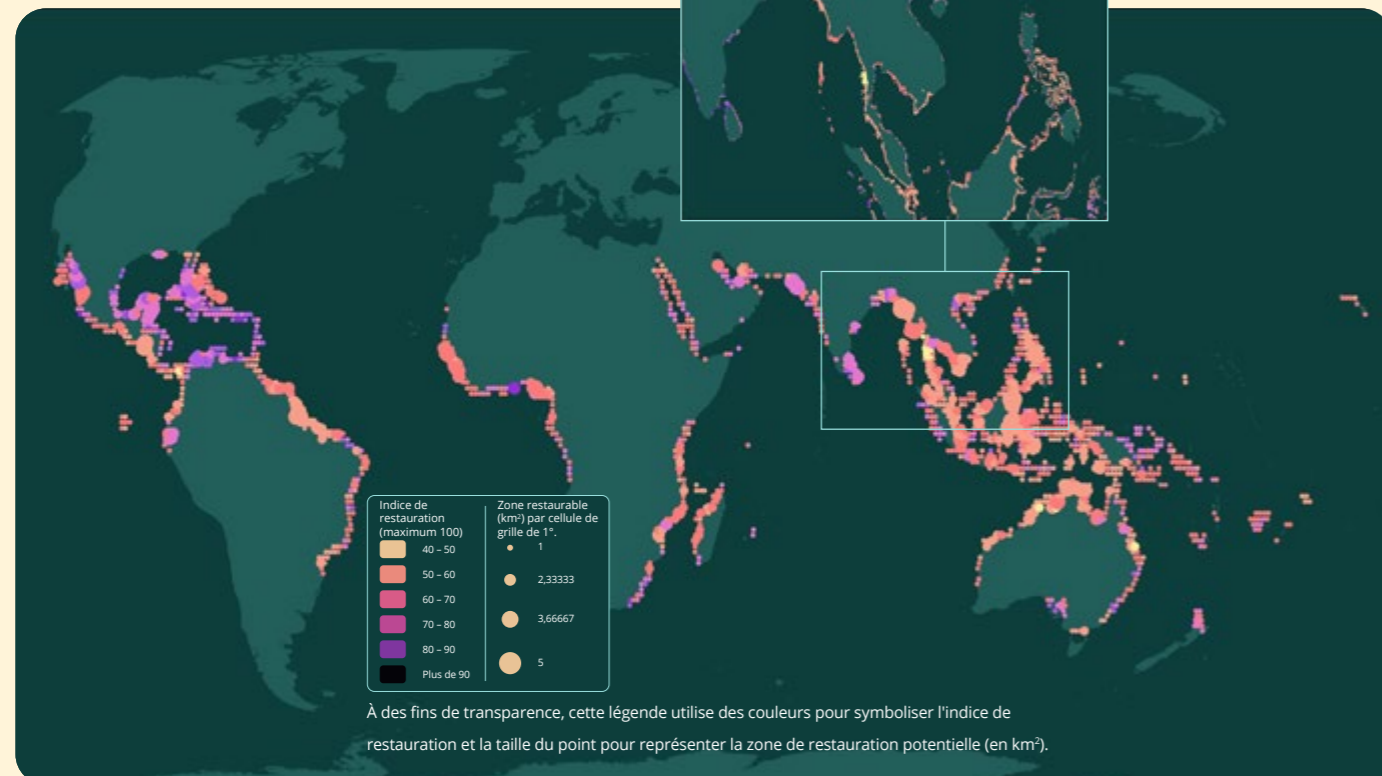 Indice de
restauration
(maximum 100)
40 – 50
50 – 60
60 – 70
70 – 80
80 – 90
Plus de 90
Zone restaurable
(km²) par cellule de
grille de 1°.
1
2,33333
3,66667
5
À des fins de transparence, cette légende utilise des couleurs pour symboliser l'indice de
restauration et la taille du point pour représenter la zone de restauration potentielle (en km²).